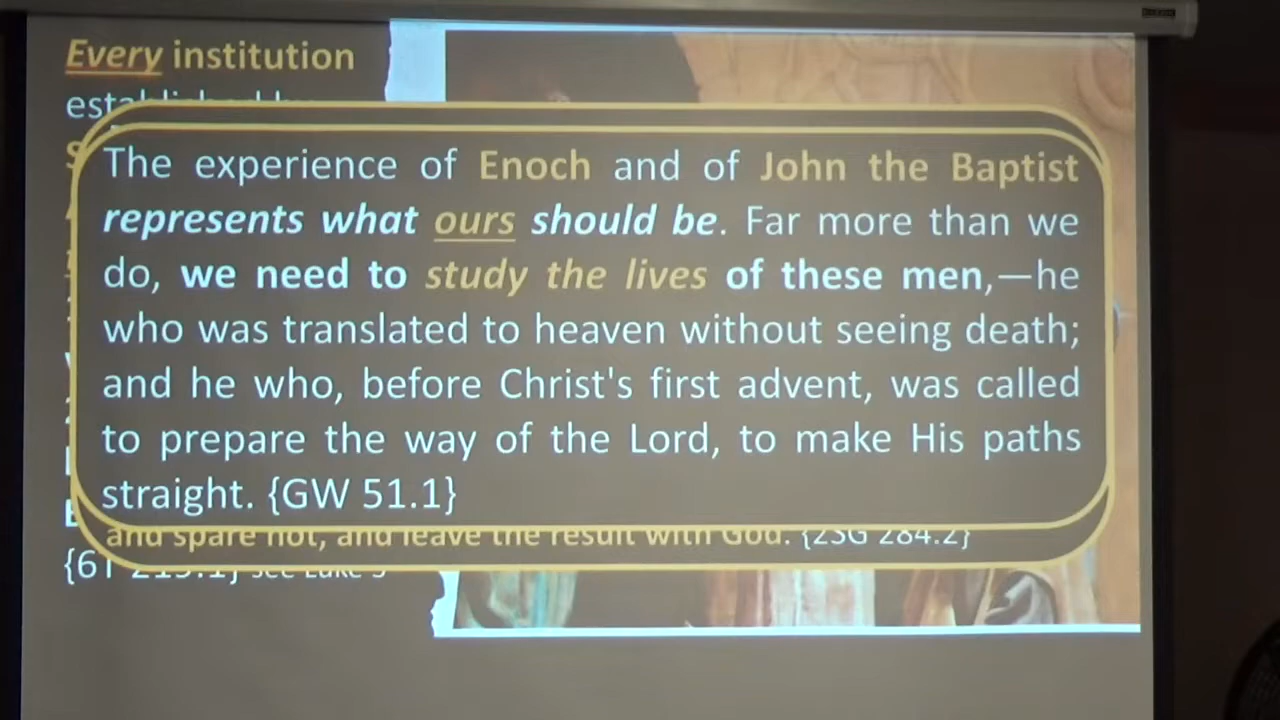 Every institution
The experience of Enoch and of John the Baptist
represents what ours should be. Far more than we
do, we need to study the lives of these men,—he
who was translated to heaven without seeing death;
and he who, before Christ's first advent, was called
to prepare the way of the Lord, to make His paths
straight. {GW 51.1}
and spare not, and leave the result with God. {2SG 284.2}